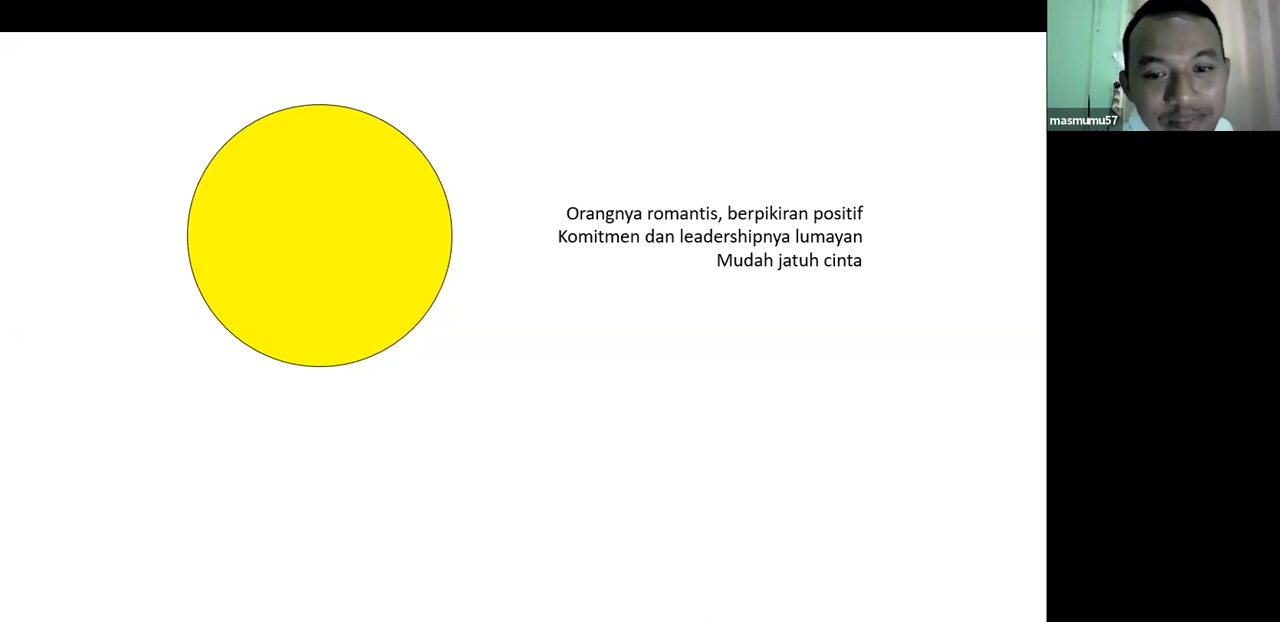 masmumu57
Orangnya romantis, berpikiran positif
Komitmen dan leadershipnya lumayan
Mudah jatuh cinta